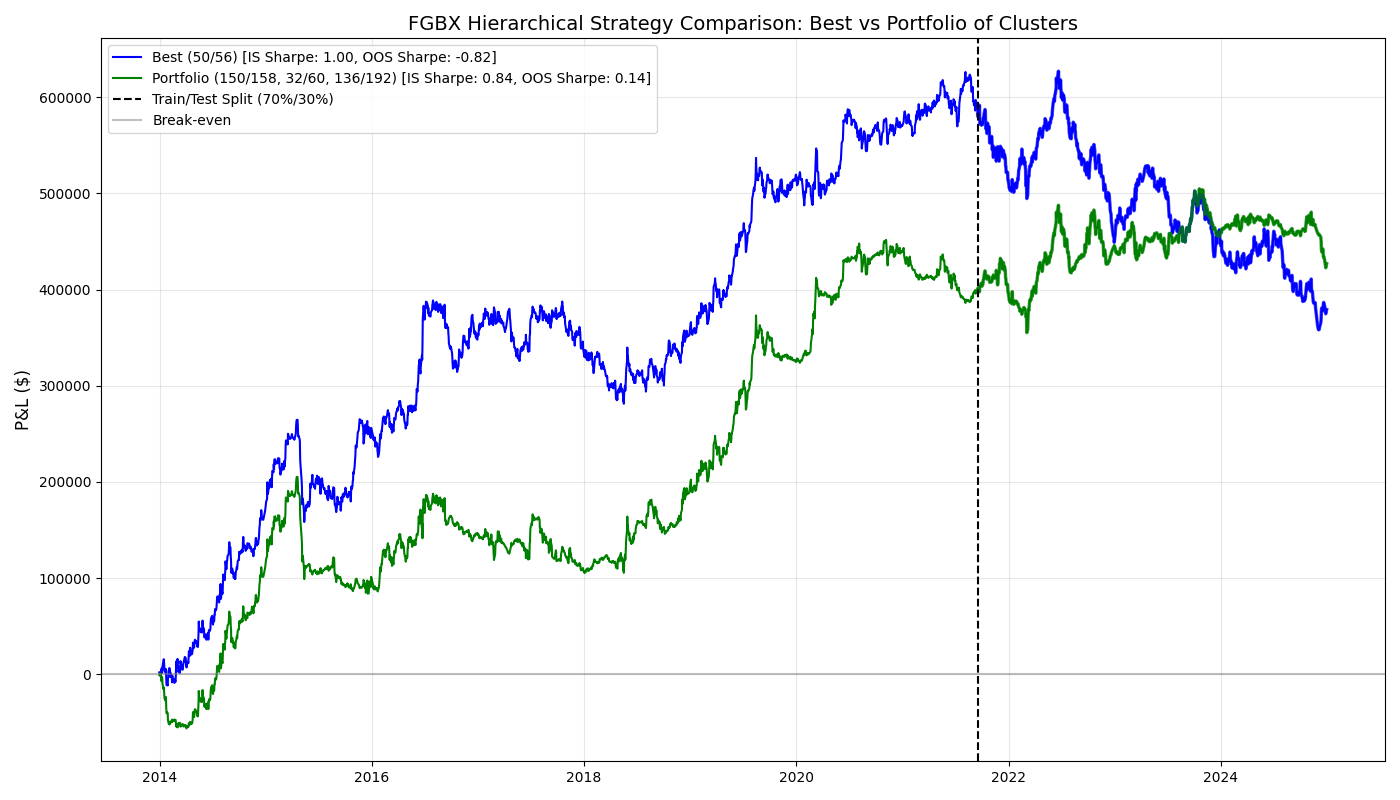 FGBX Hierarchical Strategy Comparison: Best vs Portfolio of Clusters
Best (50/56) [IS Sharpe: 1.00, OOS Sharpe: -0.82]
Portfolio (150/158, 32/60, 136/192) [IS Sharpe: 0.84, OOS Sharpe: 0.14]
Train/Test Split (70%/30%)
Break-even
P&L ($)
600000
500000
400000
300000
200000
100000
0
2014
2016
2018
2020
2022
2024